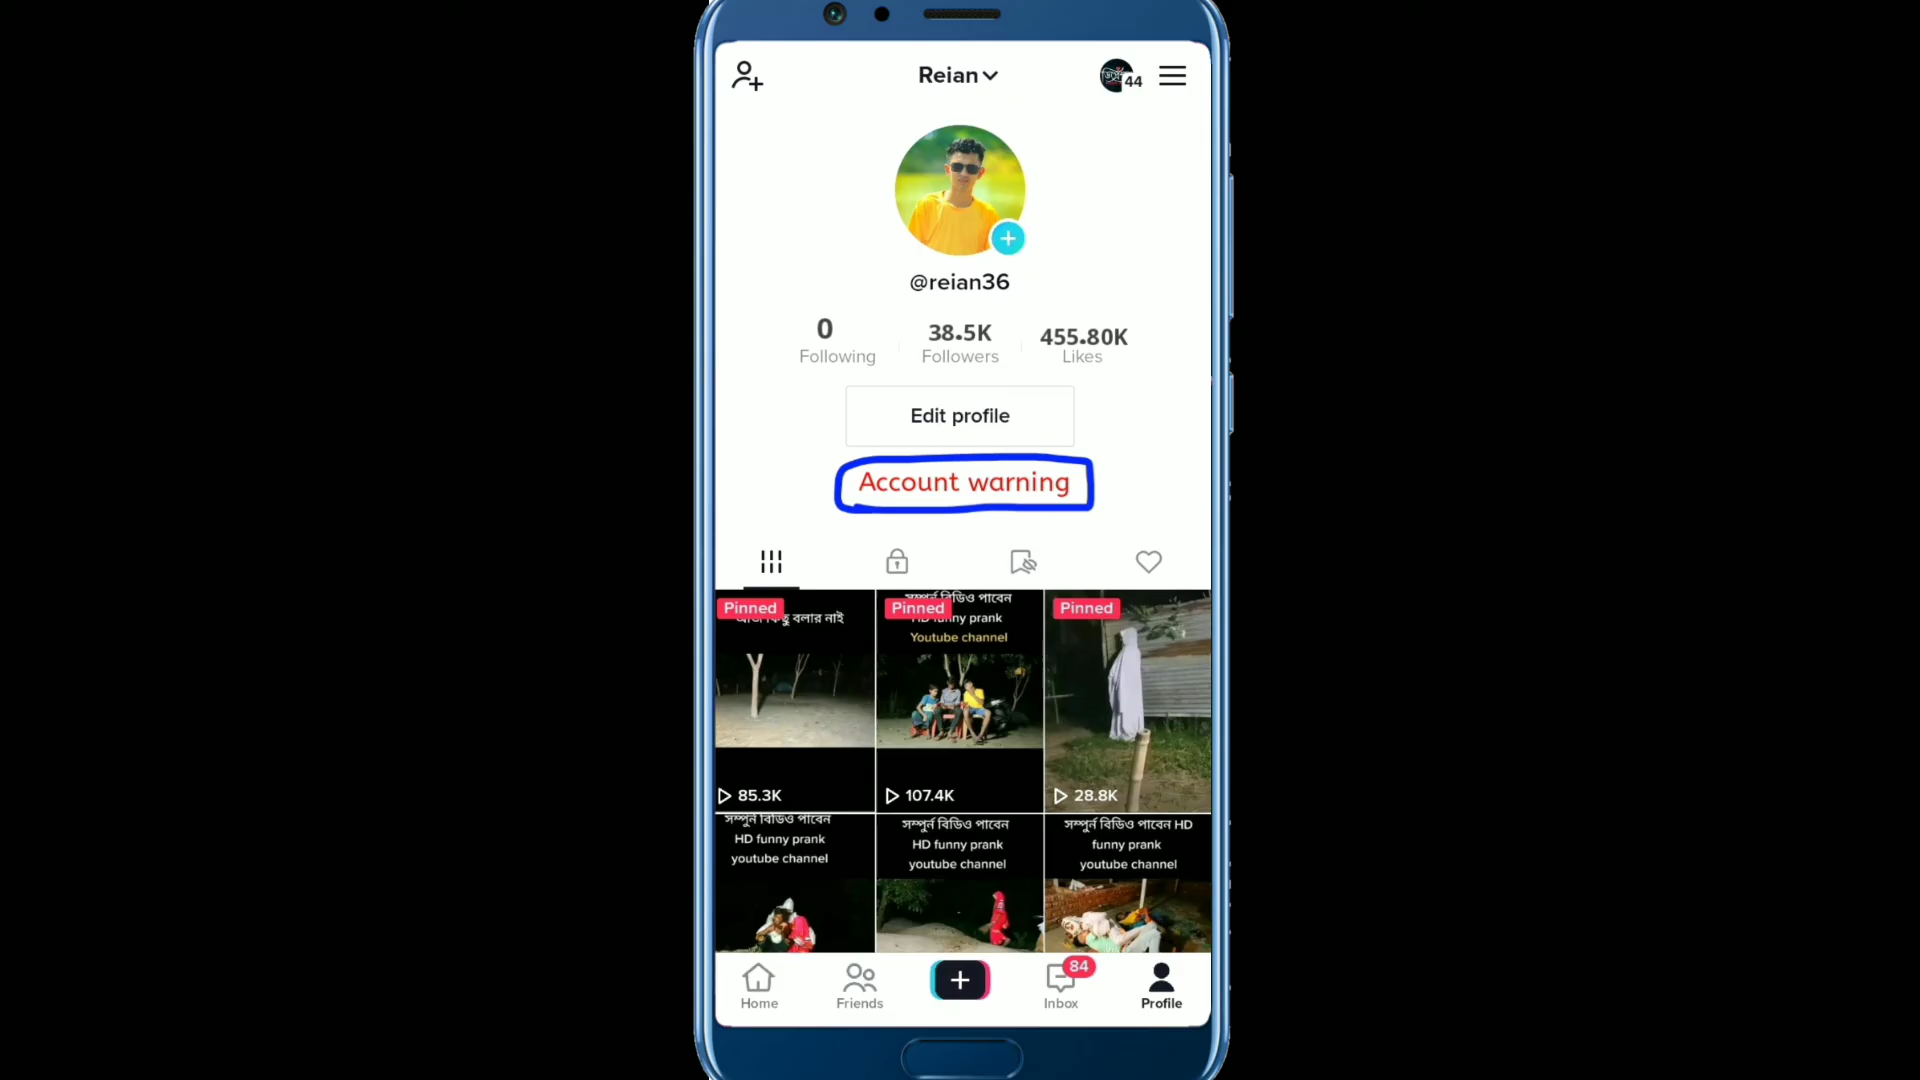 Reian
44
@reian36
0
38.5K
455.80K
Following
Followers
Likes
Edit profile
Account warning
Pinned
কিছু বলার নাই
85.3K
Pinned
সম্পুর্ন বিডিও পাবেন
HD funny prank
Youtube channel
107.4K
Pinned
28.8K
সম্পুর্ন বিডিও পাবেন
HD funny prank
youtube channel
সম্পুর্ন বিডিও পাবেন
HD funny prank
youtube channel
সম্পুর্ন বিডিও পাবেন HD
funny prank
youtube channel
Home
Friends
84
Inbox
Profile